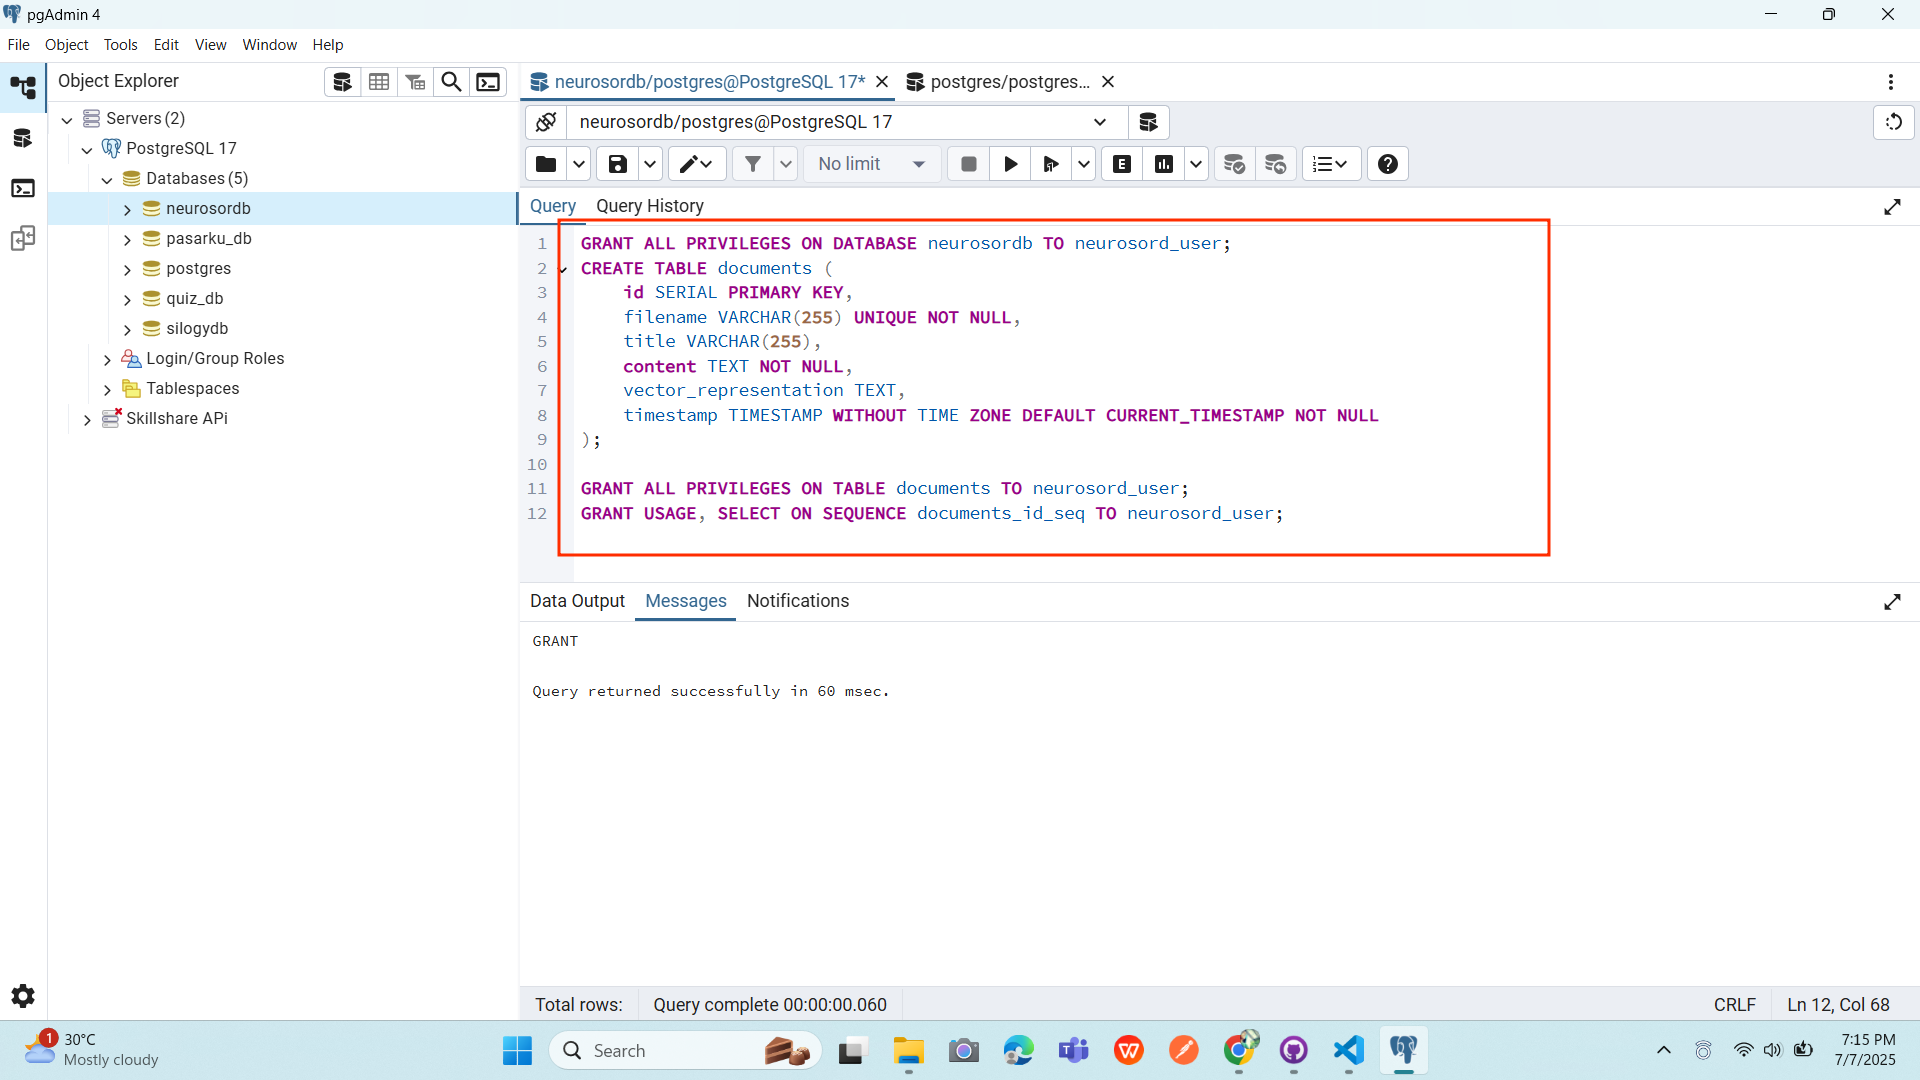 pgAdmin 4
File Object Tools Edit View Window Help
Object Explorer
neurosordb/postgres@PostgreSQL 17*
postgres/postgres...
Servers (2)
PostgreSQL 17
Databases (5)
neurosordb
pasarku_db
postgres
quiz_db
silogydb
Login/Group Roles
Tablespaces
Skillshare APi
neurosordb/postgres@PostgreSQL 17
No limit
E
Query Query History
1 GRANT ALL PRIVILEGES ON DATABASE neurosordb TO neurosord_user;
2 CREATE TABLE documents (
3 id SERIAL PRIMARY KEY,
4 filename VARCHAR(255) UNIQUE NOT NULL,
5 title VARCHAR(255),
6 content TEXT NOT NULL,
7 vector_representation TEXT,
8 timestamp TIMESTAMP WITHOUT TIME ZONE DEFAULT CURRENT_TIMESTAMP NOT NULL
9 );
10
11 GRANT ALL PRIVILEGES ON TABLE documents TO neurosord_user;
12 GRANT USAGE, SELECT ON SEQUENCE documents_id_seq TO neurosord_user;
Data Output Messages Notifications
GRANT
Query returned successfully in 60 msec.
Total rows: Query complete 00:00:00.060 CRLF Ln 12, Col 68
1
30°C
Mostly cloudy
Search
7:15 PM
7/7/2025